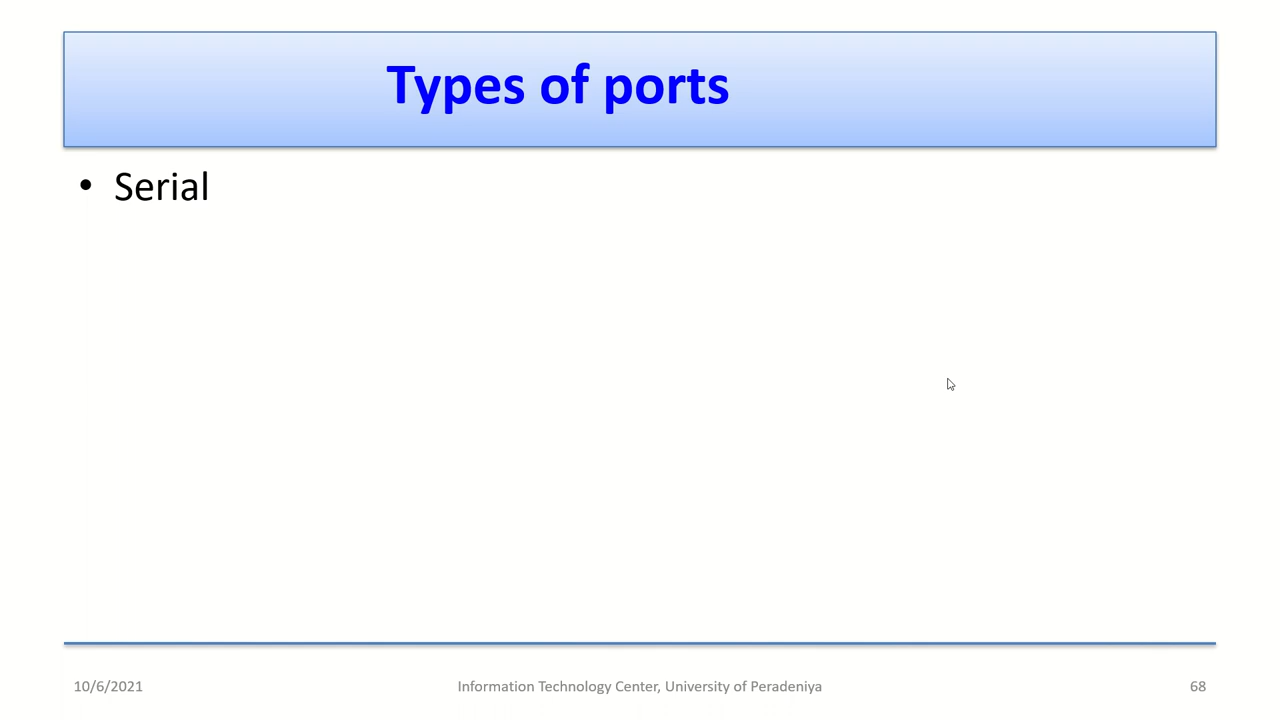 Types of ports
• Serial
10/6/2021
Information Technology Center, University of Peradeniya
68